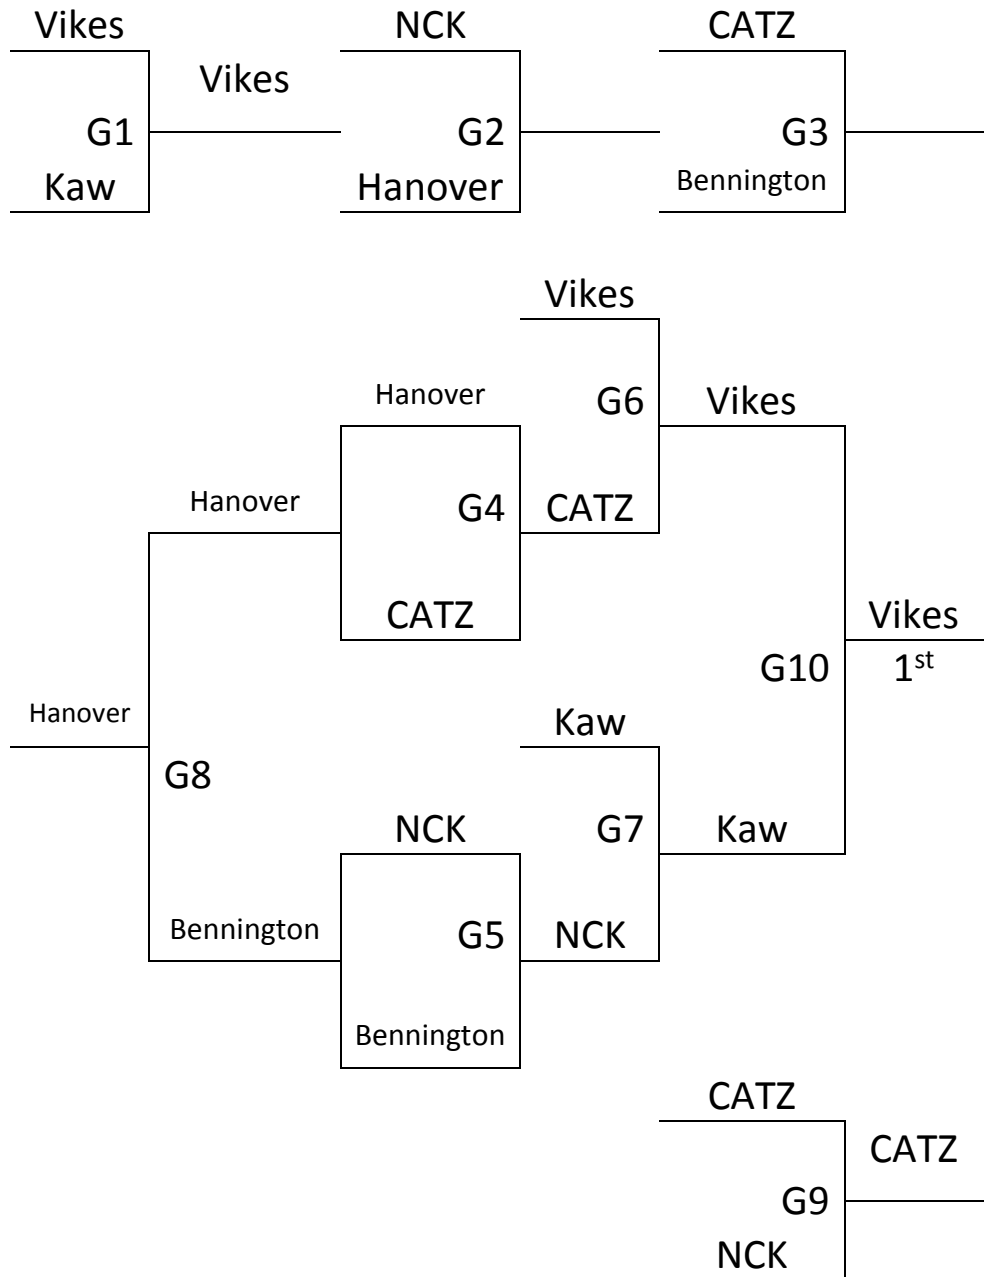 Vikes
NCK
CATZ
Vikes
G1
G2
G3
Kaw
Hanover
Bennington
Vikes
Hanover
G6
Vikes
Hanover
G4
CATZ
CATZ
Vikes
G10
1st
Hanover
Kaw
G8
NCK
G7
Kaw
Bennington
G5
NCK
Bennington
CATZ
CATZ
G9
NCK